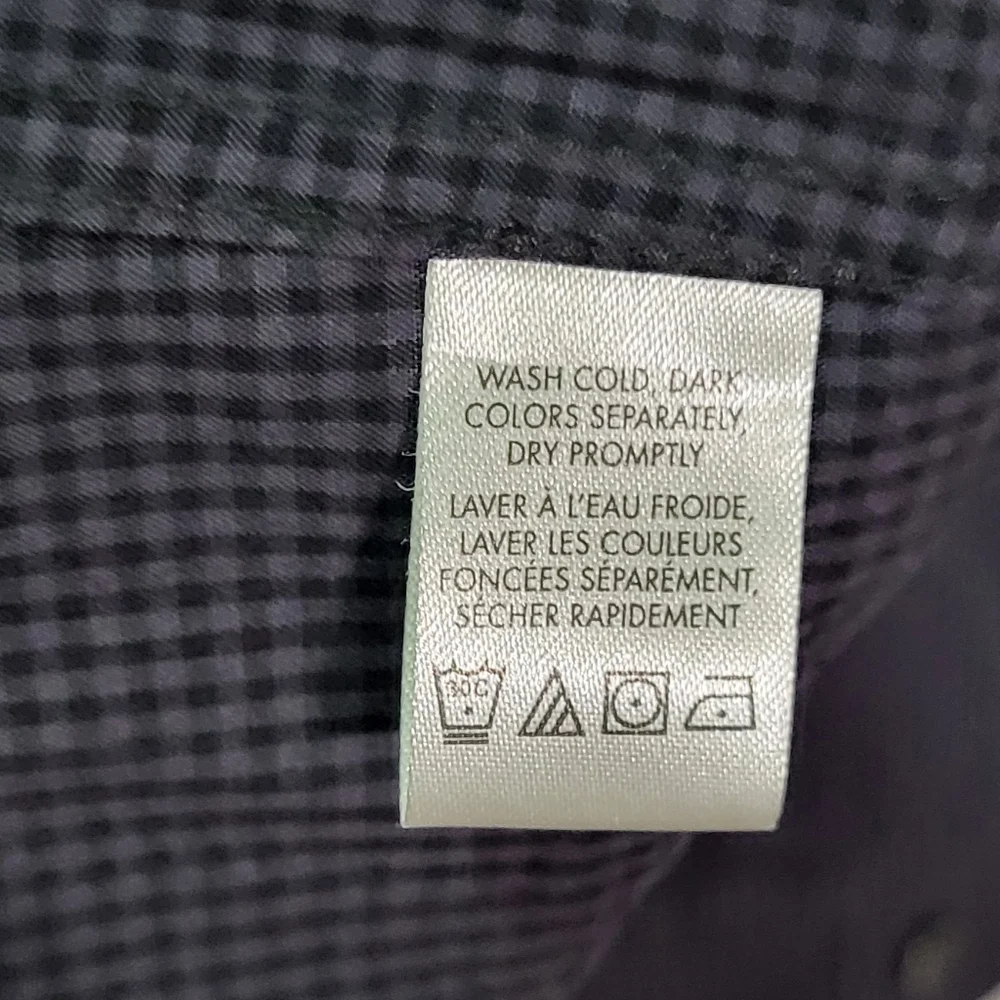 WASH COLD, DARK
COLORS SEPARATELY,
DRY PROMPTLY
LAVER À L'EAU FROIDE,
LAVER LES COULEURS
FONCÉES SÉPARÉMENT,
SÉCHER RAPIDEMENT
30C